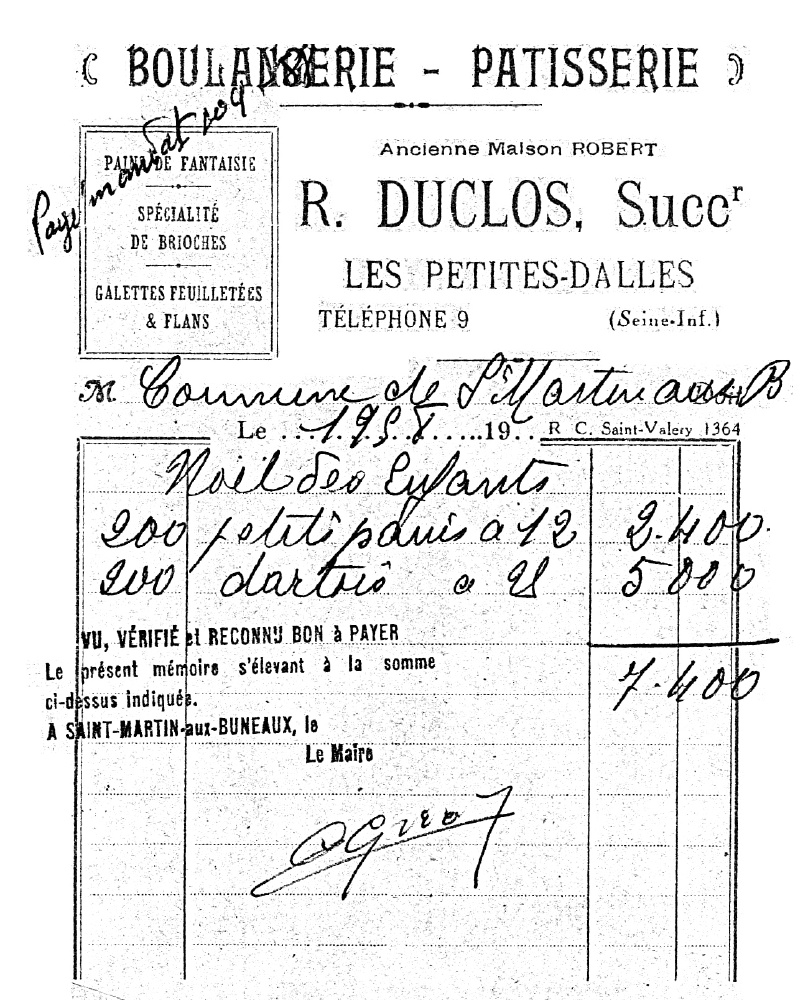 BOULANGERIE - PATISSERIE
Payé mandat 109
PAINS DE FANTAISIE
SPÉCIALITÉ
DE BRIOCHES
GALETTES FEUILLETÉES
& FLANS
Ancienne Maison ROBERT
R. DUCLOS, Succr
LES PETITES-DALLES
TÉLÉPHONE 9 (Seine-Inf.)
M Commune de St Martin aux B
Le 195 19 R C. Saint-Valery 1364
Noël des Enfants
200 petits pains a 12 2.400
200 dartois a 25 5 000
7.400
VU, VÉRIFIÉ et RECONNU BON à PAYER
Le présent mémoire s'élevant à la somme
ci-dessus indiquée.
A SAINT-MARTIN-aux-BUNEAUX, le
Le Maire